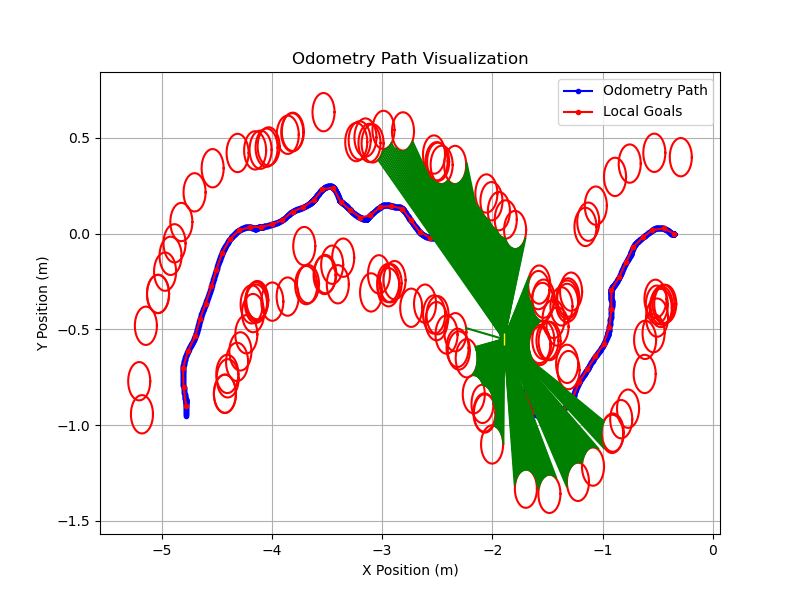 Odometry Path Visualization
Odometry Path
Local Goals
Y Position (m)
0.5
0.0
−0.5
−1.0
−1.5
−5 −4 −3 −2 −1 0
X Position (m)